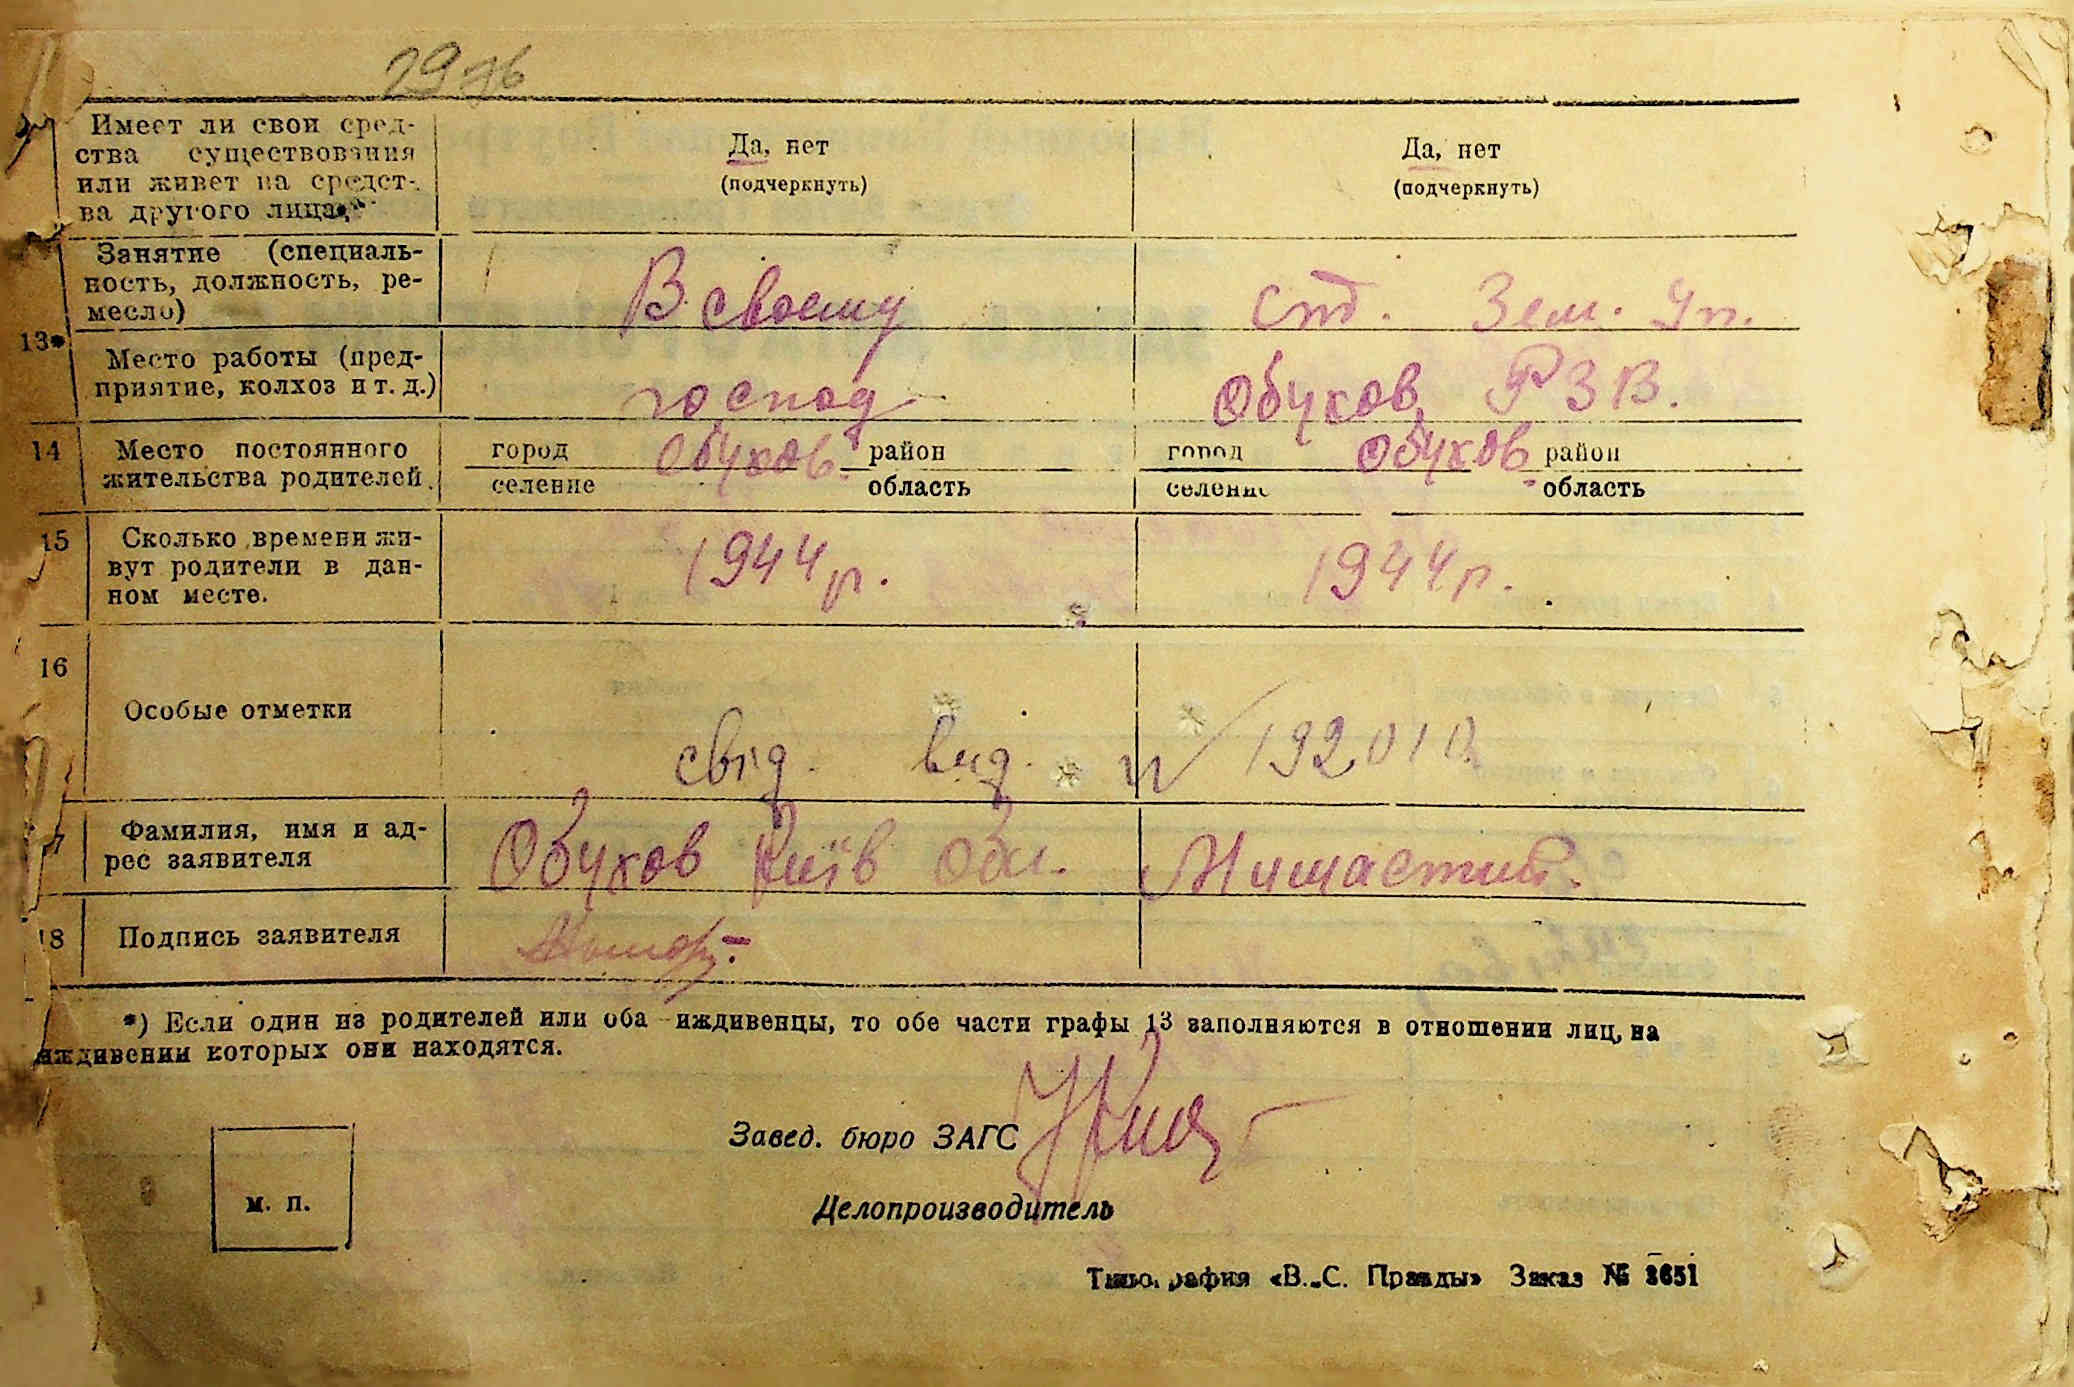 29
Имеет ли свои сред-
ства существования
или живет на средст-
ва другого лица.
Да, нет
(подчеркнуть)
Да, нет
(подчеркнуть)
13*
Занятие (специаль-
ность, должность, ре-
месло)
В своему
Зем. Уп.
Место работы (пред-
приятие, колхоз и т. д.)
господ
Обухов, РЗВ.
14
Место постоянного
жительства родителей.
город
селение
Обухов.
район
область
город
селение
Обухов
район
область
15
Сколько времени жи-
вут родители в дан-
ном месте.
1944 р.
1944 р.
16
Особые отметки
свід. вид. № 192010.
Фамилия, имя и ад-
рес заявителя
Обухов Київ Обл.
18
Подпись заявителя
*) Если один из родителей или оба иждивенцы, то обе части графы 13 заполняются в отношении лиц, на
иждивении которых они находятся.
Завед. бюро ЗАГС
Делопроизводитель
м. п.
Типография «В.-С. Правды» Заказ № 3651